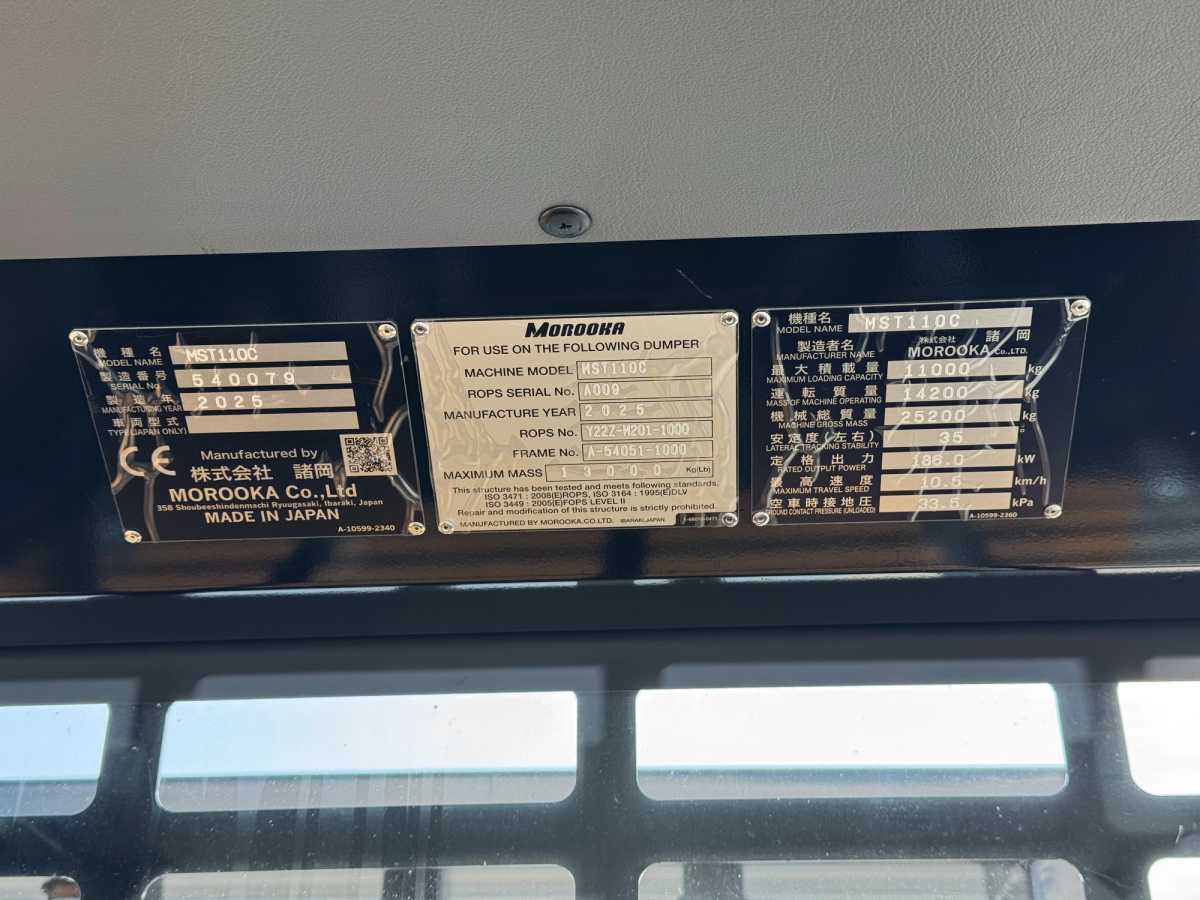 機種名 MST110C
MODEL NAME
製造番号 540079
SERIAL No.
製造年 2025
MANUFACTURING YEAR
車両型式
TYPE(JAPAN ONLY)
CE
Manufactured by
株式会社 諸岡
MOROOKA Co.,Ltd
358 Shoubeeshindenmachi Ryuugasaki, Ibaraki, Japan
MADE IN JAPAN
A-10599-2340
MOROOKA
FOR USE ON THE FOLLOWING DUMPER
MACHINE MODEL MST110C
ROPS SERIAL No. A009
MANUFACTURE YEAR 2025
ROPS No. Y22Z-M201-1000
FRAME No. A-54051-1000
MAXIMUM MASS 13000 Kg(Lb)
This structure has been tested and meets following standards.
ISO 3471 : 2008(E)ROPS, ISO 3164 : 1995(E)DLV
ISO 3449 : 2005(E)FOPS LEVEL II
Repair and modification of this structure is strictly prohibited.
MANUFACTURED BY MOROOKA CO.LTD. IBARAKI,JAPAN
機種名 MST110C
MODEL NAME
製造者名 株式会社 諸岡
MANUFACTURER NAME MOROOKA Co.,LTD.
最大積載量 11000 kg
MAXIMUM LOADING CAPACITY
運転質量 14200 kg
MASS OF MACHINE OPERATING
機械総質量 25200 kg
MACHINE GROSS MASS
安定度(左右) 35 °
LATERAL TRACKING STABILITY
定格出力 186.0 kW
RATED OUTPUT POWER
最高速度 10.5 km/h
MAXIMUM TRAVEL SPEED
空車時接地圧 33.5 kPa
GROUND CONTACT PRESSURE (UNLOADED)
A-10599-2360